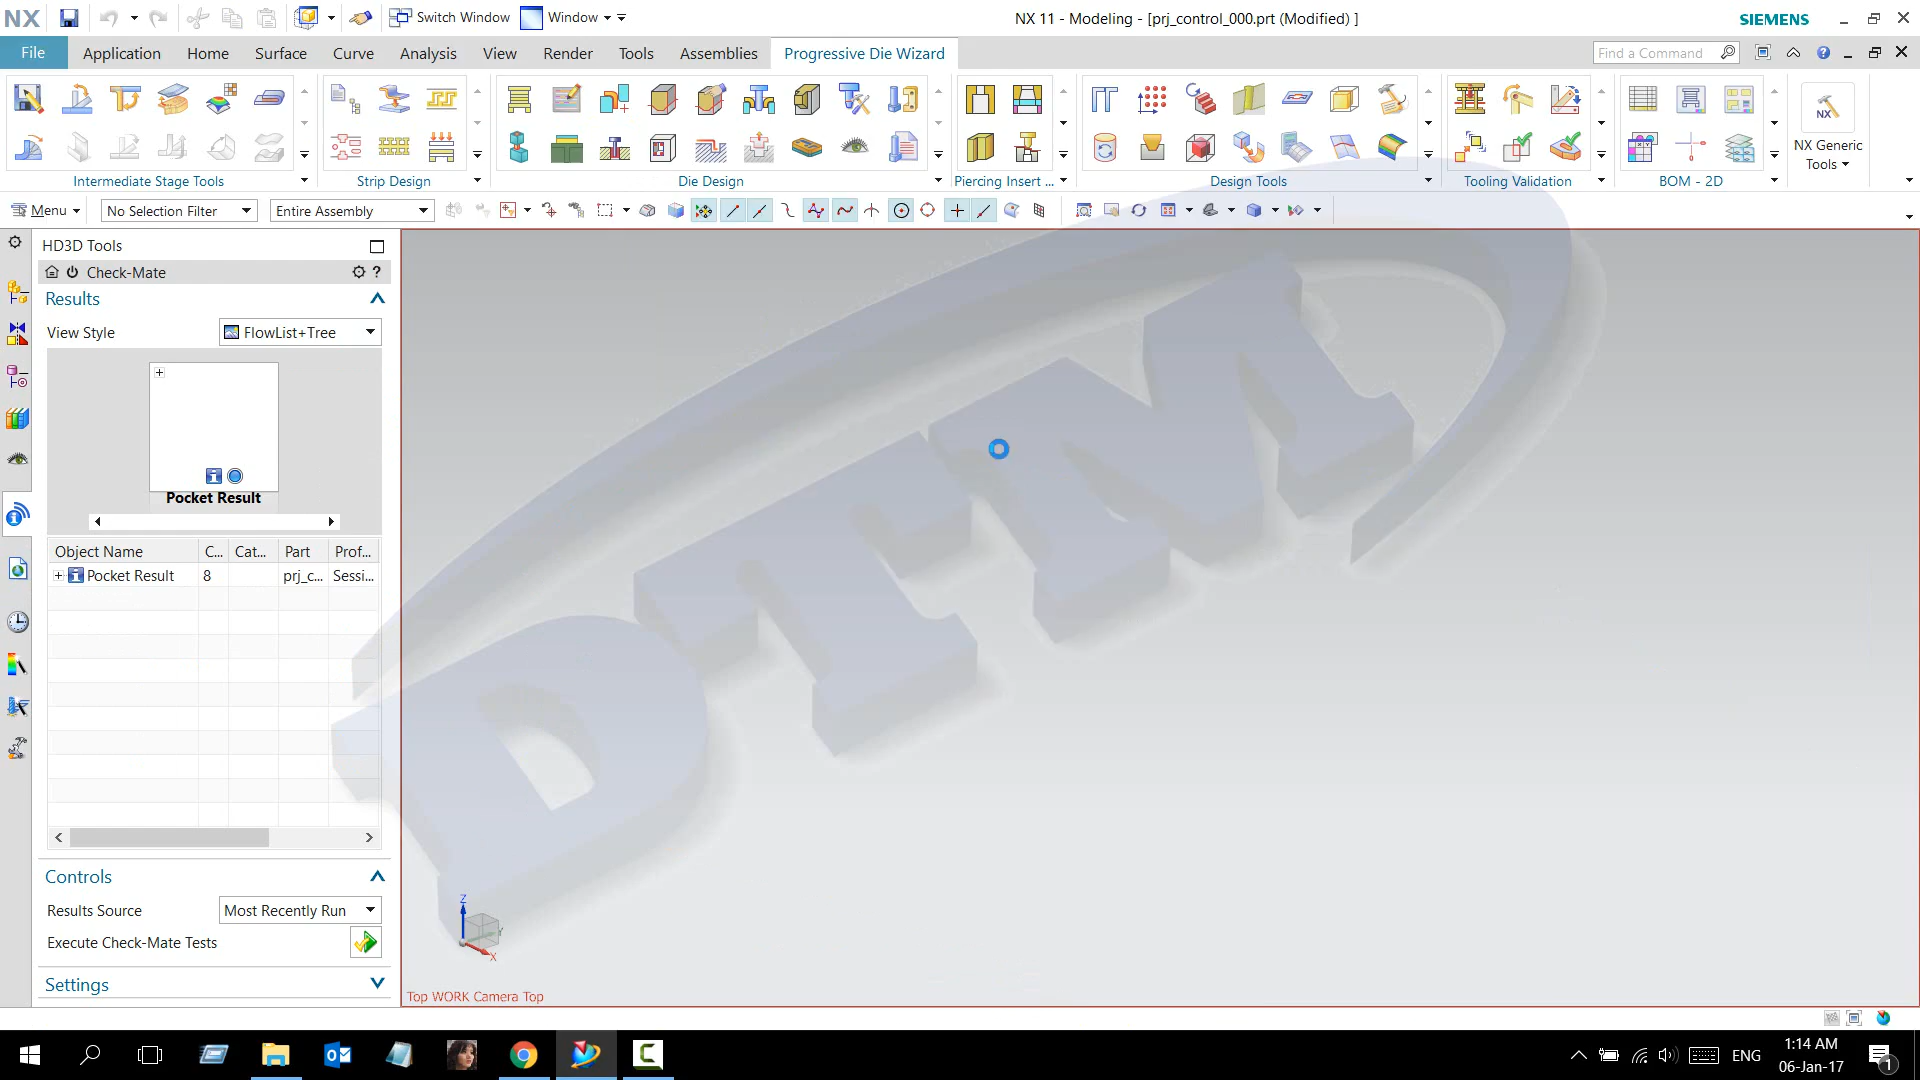 NX
Switch Window
Window
NX 11 - Modeling - [prj_control_000.prt (Modified) ]
SIEMENS
File
Application
Home
Surface
Curve
Analysis
View
Render
Tools
Assemblies
Progressive Die Wizard
Find a Command
NX
NX Generic
Tools
Intermediate Stage Tools
Strip Design
Die Design
Piercing Insert ...
Design Tools
Tooling Validation
BOM - 2D
Menu
No Selection Filter
Entire Assembly
HD3D Tools
Check-Mate
Results
View Style
FlowList+Tree
Pocket Result
Object Name C... Cat... Part Prof...
Pocket Result 8 prj_c... Sessi...
Controls
Results Source
Most Recently Run
Execute Check-Mate Tests
Settings
DTM
Z
Y
X
Top WORK Camera Top
ENG
1:14 AM
06-Jan-17
1